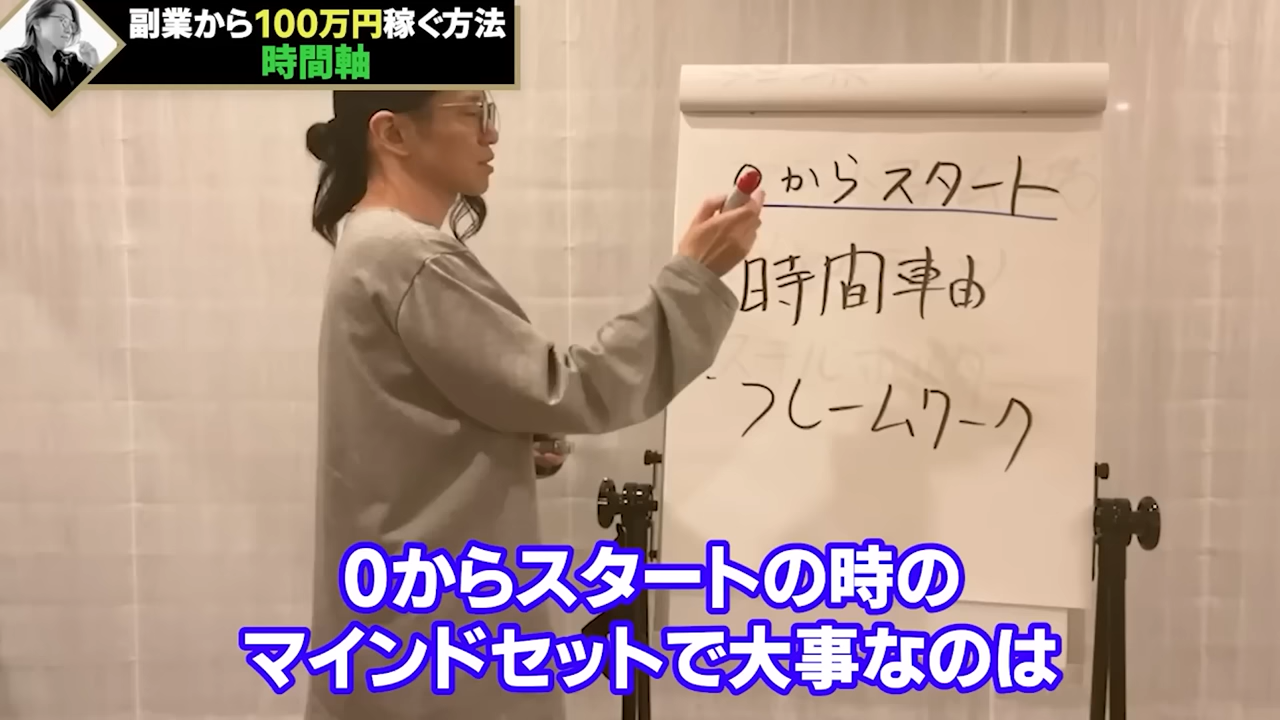 副業から100万円稼ぐ方法
時間軸
0からスタート
時間軸
フレームワーク
0からスタートの時の
マインドセットで大事なのは